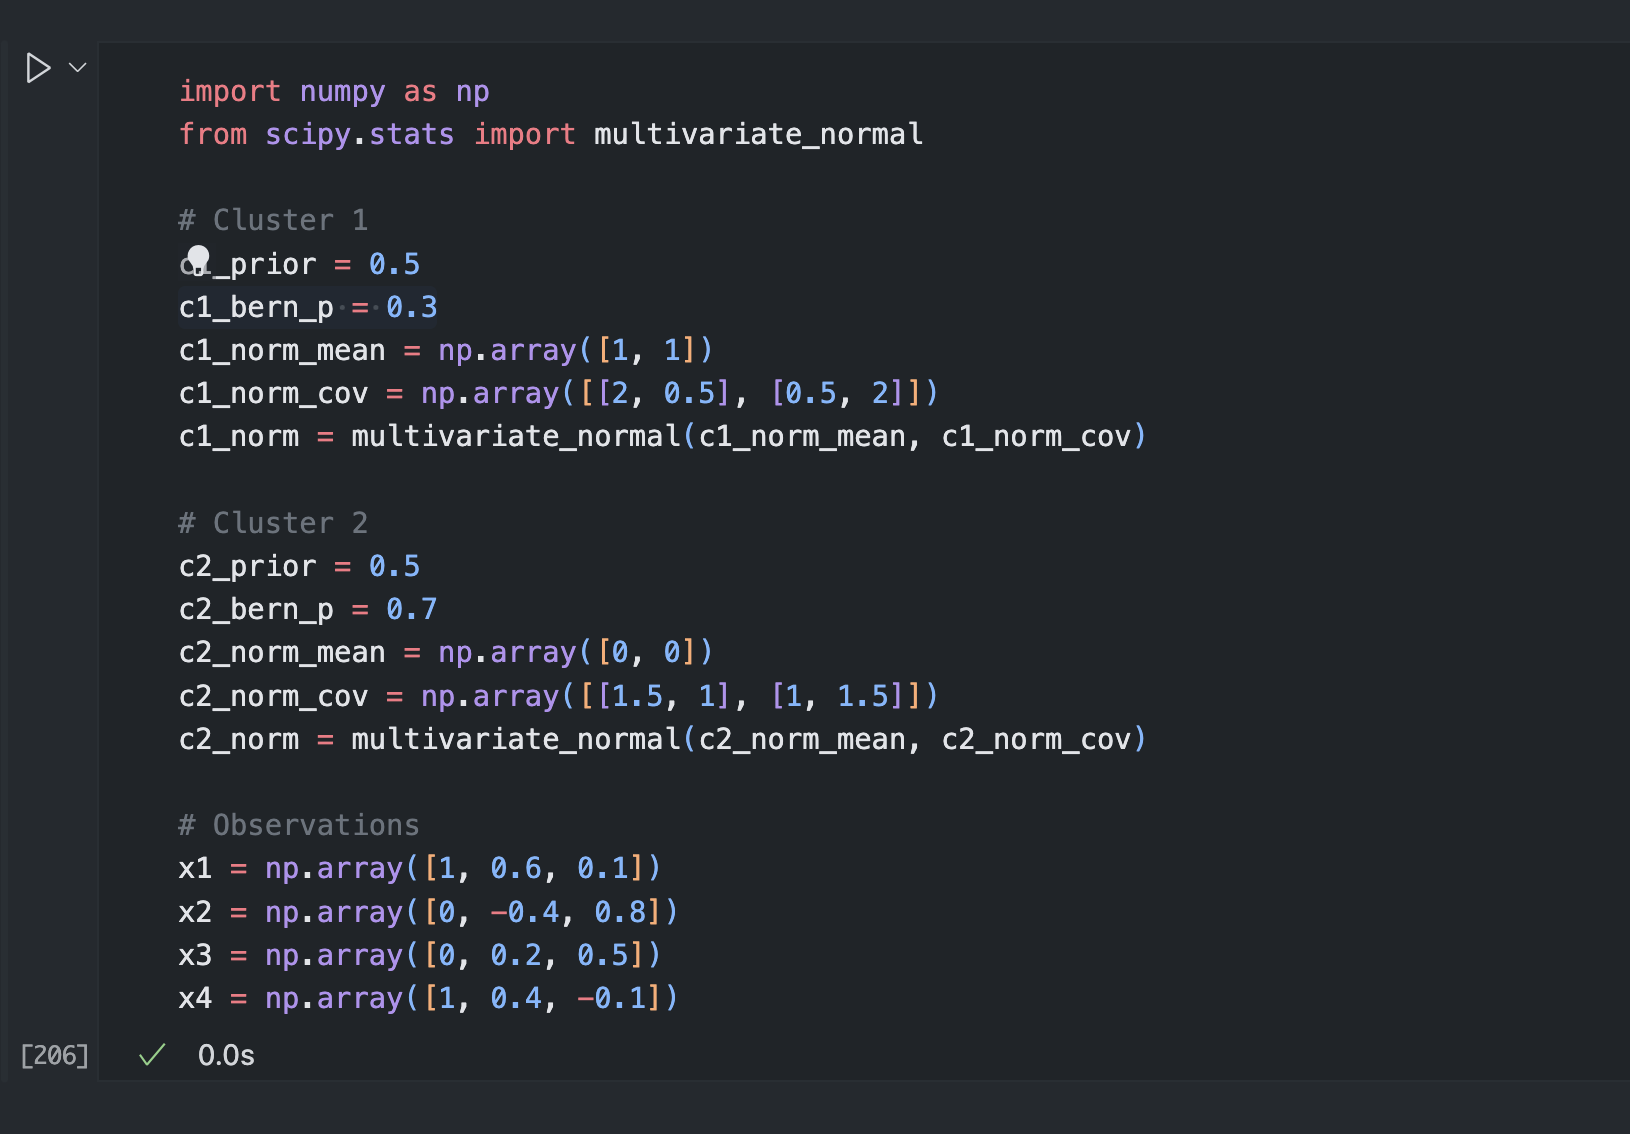 import numpy as np
from scipy.stats import multivariate_normal
# Cluster 1
c1_prior = 0.5
c1_bern_p = 0.3
c1_norm_mean = np.array([1, 1])
c1_norm_cov = np.array([[2, 0.5], [0.5, 2]])
c1_norm = multivariate_normal(c1_norm_mean, c1_norm_cov)
# Cluster 2
c2_prior = 0.5
c2_bern_p = 0.7
c2_norm_mean = np.array([0, 0])
c2_norm_cov = np.array([[1.5, 1], [1, 1.5]])
c2_norm = multivariate_normal(c2_norm_mean, c2_norm_cov)
# Observations
x1 = np.array([1, 0.6, 0.1])
x2 = np.array([0, -0.4, 0.8])
x3 = np.array([0, 0.2, 0.5])
x4 = np.array([1, 0.4, -0.1])
[206] ✓ 0.0s